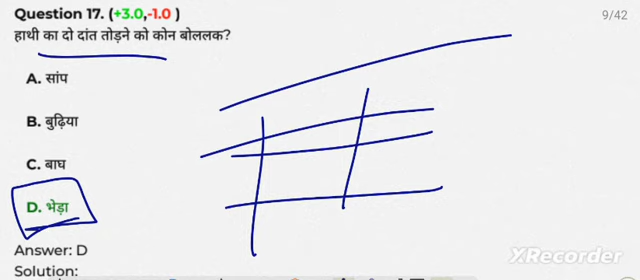 Question 17. (+3.0,-1.0 )
9/42
हाथी का दो दांत तोड़ने को कोन बोललक?
A. सांप
B. बुढ़िया
C. बाघ
D. भेड़ा
Answer: D
Solution:
XRecorder